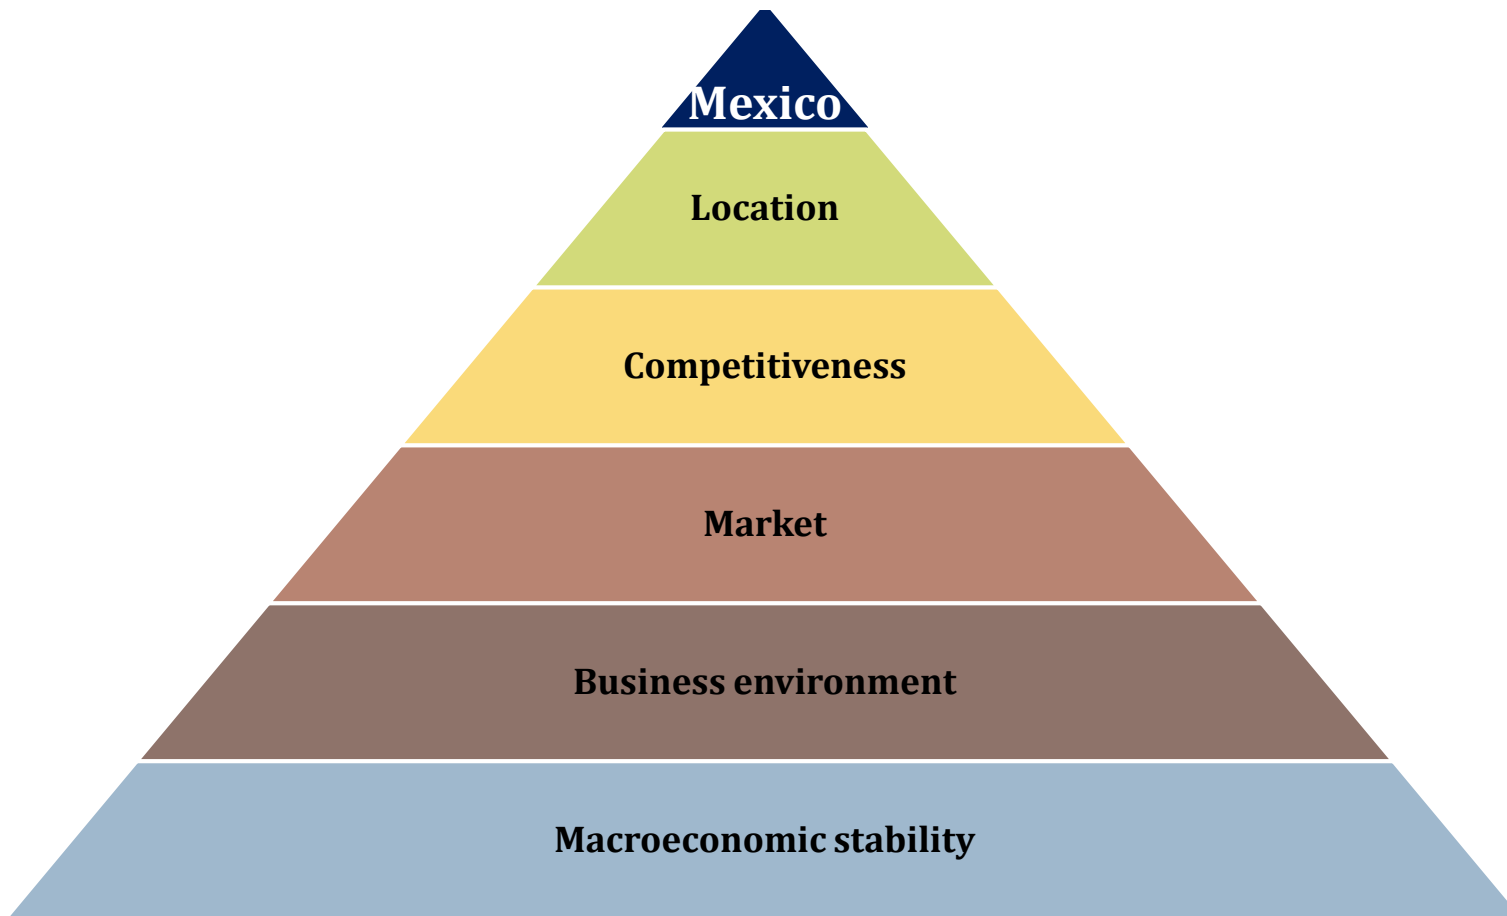 Mexico
Location
Competitiveness
Market
Business environment
Macroeconomic stability